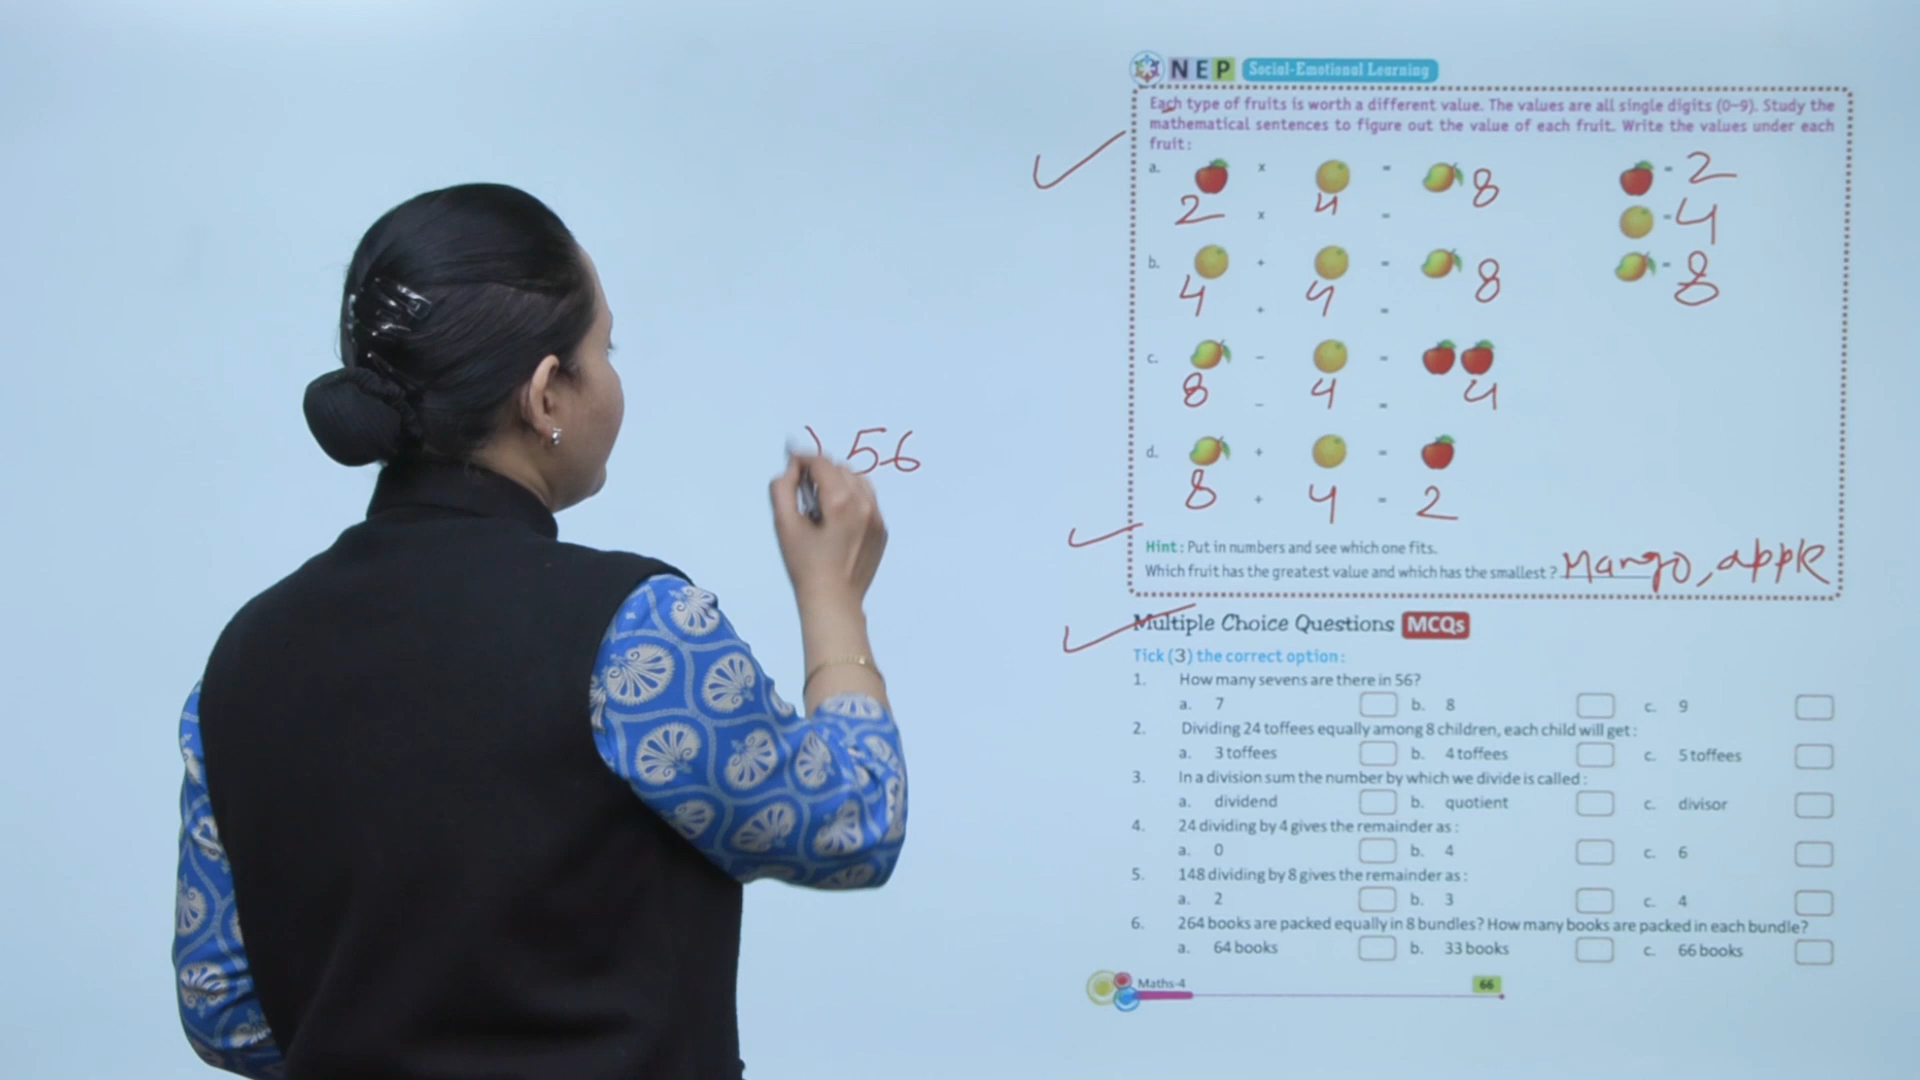 NEP Social-Emotional Learning
Each type of fruits is worth a different value. The values are all single digits (0–9). Study the
mathematical sentences to figure out the value of each fruit. Write the values under each
fruit:
a. x = 8
2 x 4 =
- 2
- 4
- 8
b. + = 8
4 + 4 =
c. - =
8 - 4 = 4
d. + =
8 + 4 = 2
) 56
Hint: Put in numbers and see which one fits.
Which fruit has the greatest value and which has the smallest? Mango, apple
Multiple Choice Questions MCQs
Tick (3) the correct option:
1. How many sevens are there in 56?
a. 7 b. 8 c. 9
2. Dividing 24 toffees equally among 8 children, each child will get:
a. 3 toffees b. 4 toffees c. 5 toffees
3. In a division sum the number by which we divide is called:
a. dividend b. quotient c. divisor
4. 24 dividing by 4 gives the remainder as:
a. 0 b. 4 c. 6
5. 148 dividing by 8 gives the remainder as:
a. 2 b. 3 c. 4
6. 264 books are packed equally in 8 bundles? How many books are packed in each bundle?
a. 64 books b. 33 books c. 66 books
Maths-4 66